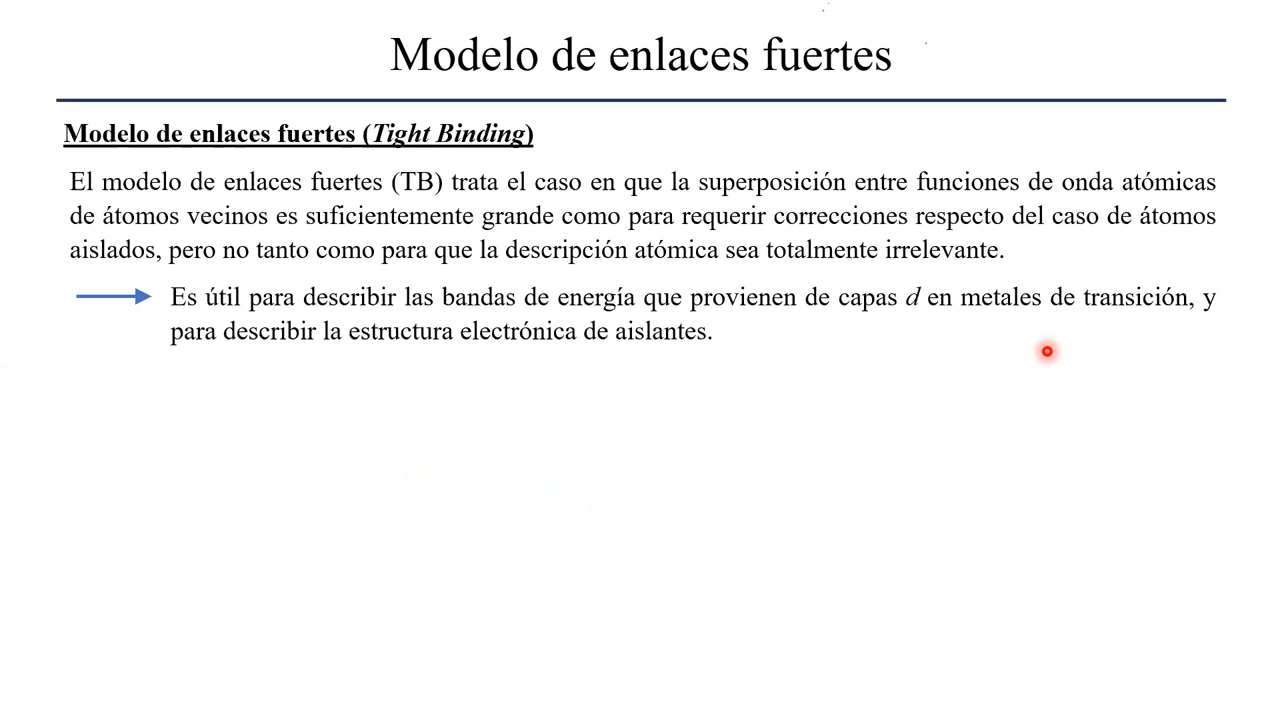 Modelo de enlaces fuertes
Modelo de enlaces fuertes (Tight Binding)
El modelo de enlaces fuertes (TB) trata el caso en que la superposición entre funciones de onda atómicas
de átomos vecinos es suficientemente grande como para requerir correcciones respecto del caso de átomos
aislados, pero no tanto como para que la descripción atómica sea totalmente irrelevante.
Es útil para describir las bandas de energía que provienen de capas d en metales de transición, y
para describir la estructura electrónica de aislantes.